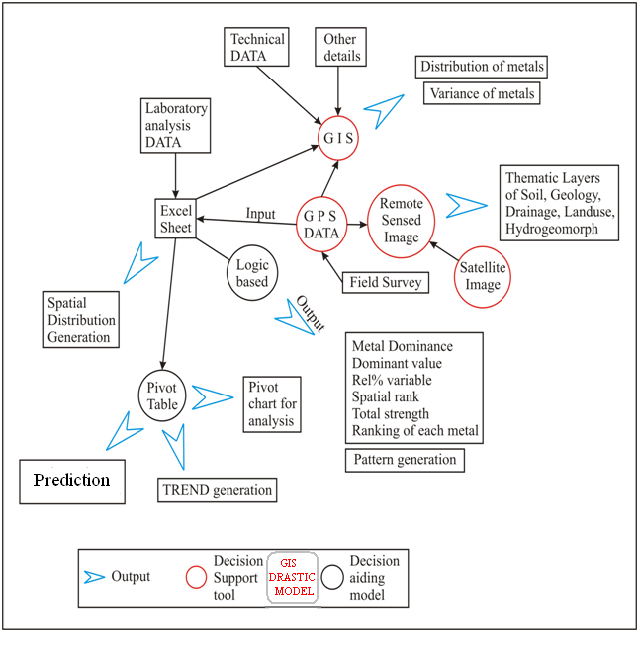 Technical
DATA
Other
details
Distribution of metals
Variance of metals
Laboratory
analysis
DATA
G I S
Thematic Layers
of Soil, Geology,
Drainage, Landuse,
Hydrogeomorph
Excel
Sheet
Input
G P S
DATA
Remote
Sensed
Image
Logic
based
Field Survey
Satellite
Image
Spatial
Distribution
Generation
Output
Metal Dominance
Dominant value
Rel% variable
Spatial rank
Total strength
Ranking of each metal
Pattern generation
Pivot
Table
Pivot
chart for
analysis
Prediction
TREND generation
Output
Decision
Support
tool
GIS
DRASTIC
MODEL
Decision
aiding
model